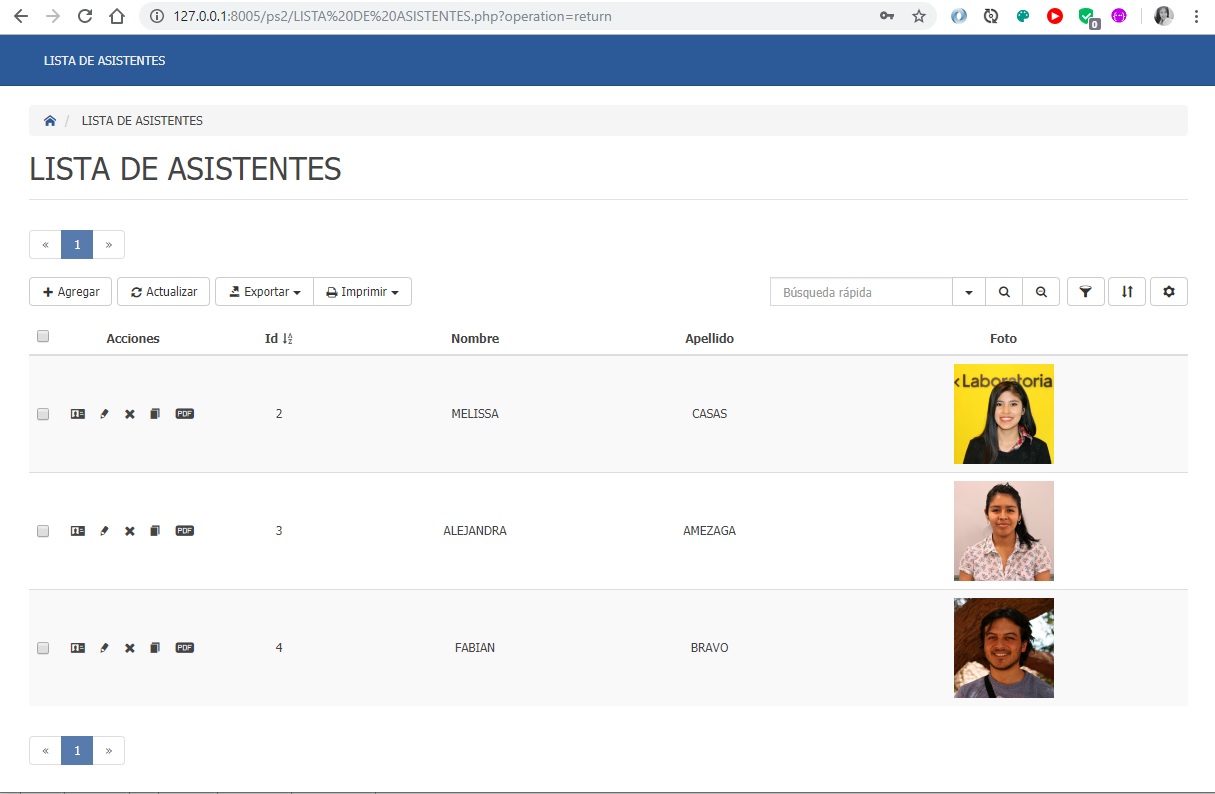 127.0.0.1:8005/ps2/LISTA%20DE%20ASISTENTES.php?operation=return
0
LISTA DE ASISTENTES
/ LISTA DE ASISTENTES
LISTA DE ASISTENTES
« 1 »
Agregar Actualizar Exportar Imprimir Búsqueda rápida
Acciones Id Nombre Apellido Foto
PDF 2 MELISSA CASAS
Laboratoria
PDF 3 ALEJANDRA AMEZAGA
PDF 4 FABIAN BRAVO
« 1 »